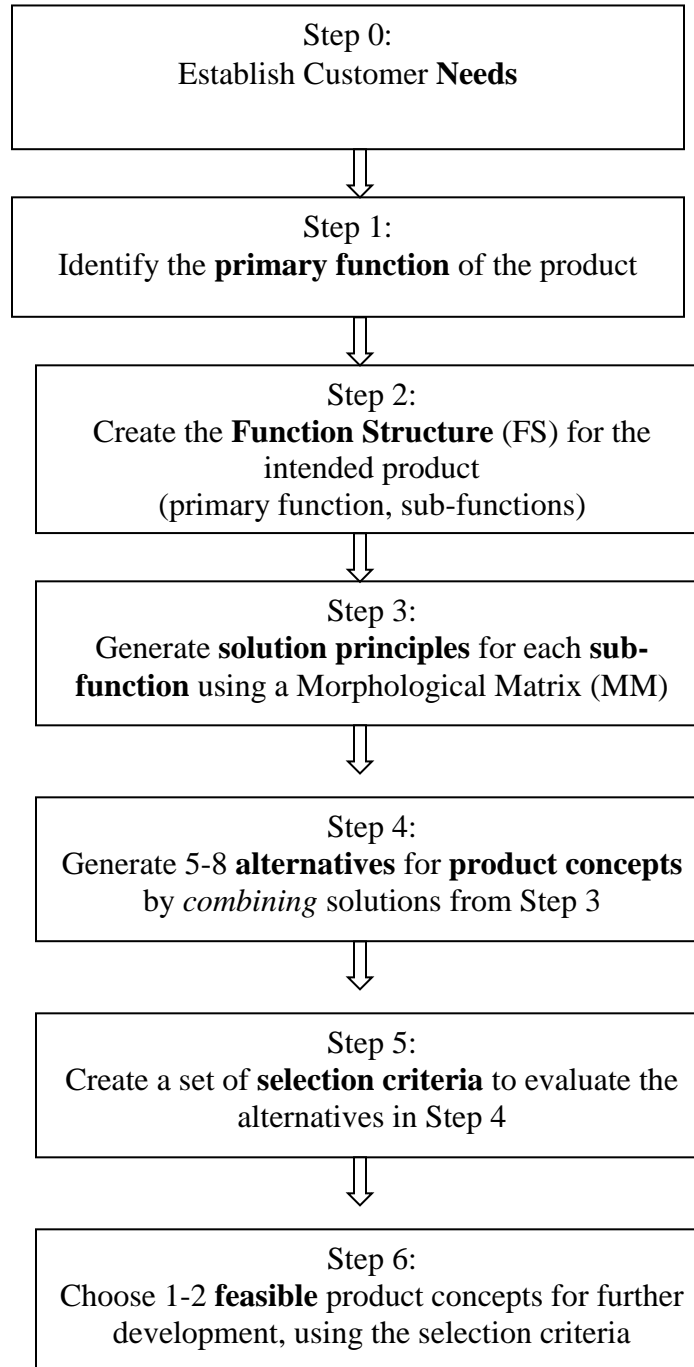 Step 0:
Establish Customer Needs
Step 1:
Identify the primary function of the product
Step 2:
Create the Function Structure (FS) for the
intended product
(primary function, sub-functions)
Step 3:
Generate solution principles for each sub-
function using a Morphological Matrix (MM)
Step 4:
Generate 5-8 alternatives for product concepts
by combining solutions from Step 3
Step 5:
Create a set of selection criteria to evaluate the
alternatives in Step 4
Step 6:
Choose 1-2 feasible product concepts for further
development, using the selection criteria